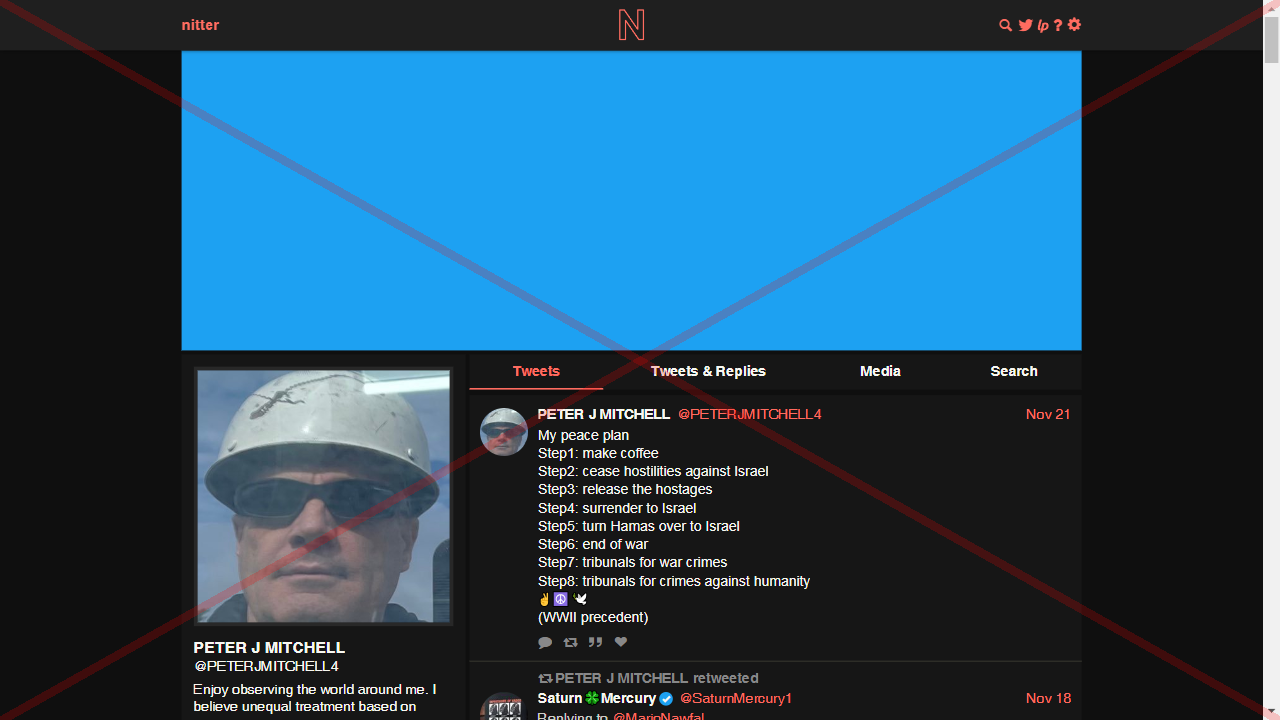 nitter
N
lp ?
Tweets
Tweets & Replies
Media
Search
PETER J MITCHELL @PETERJMITCHELL4 Nov 21
My peace plan
Step1: make coffee
Step2: cease hostilities against Israel
Step3: release the hostages
Step4: surrender to Israel
Step5: turn Hamas over to Israel
Step6: end of war
Step7: tribunals for war crimes
Step8: tribunals for crimes against humanity
✌️☮️🕊️
(WWII precedent)
PETER J MITCHELL retweeted
Saturn🍀Mercury @SaturnMercury1 Nov 18
Replying to @MarioNawfal
PETER J MITCHELL
@PETERJMITCHELL4
Enjoy observing the world around me. I
believe unequal treatment based on